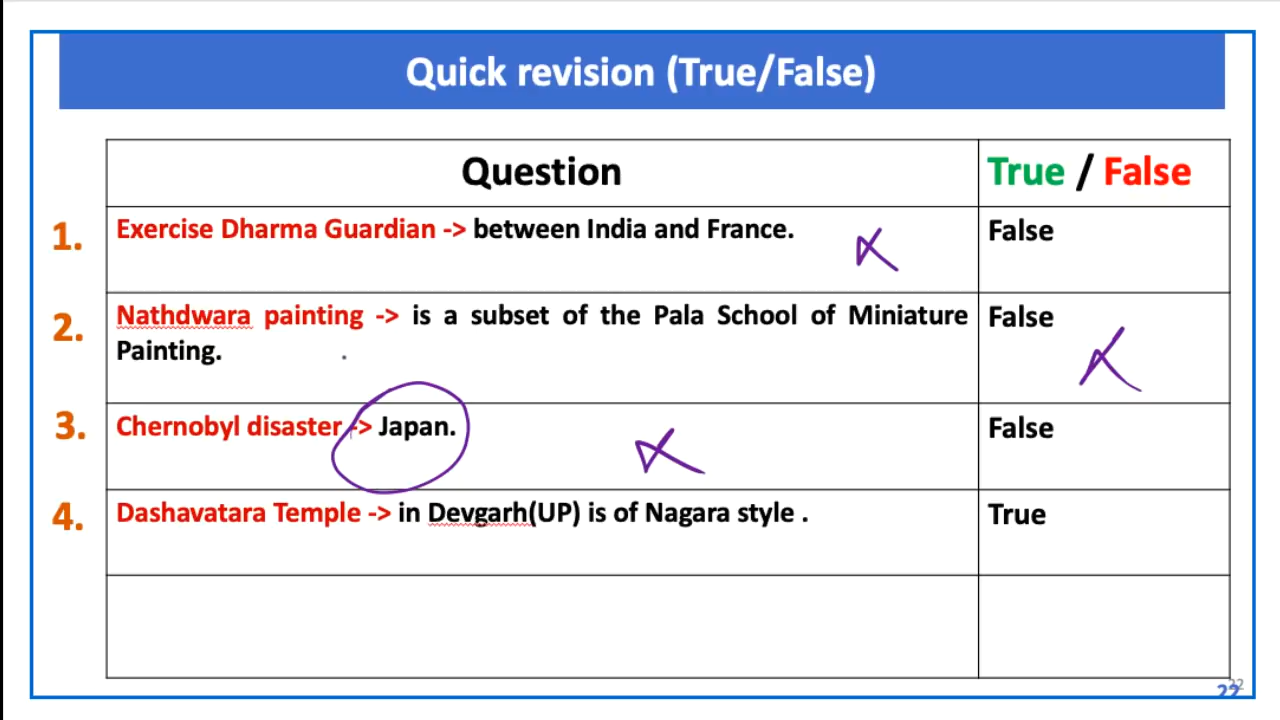 Quick revision (True/False)
Question True / False
1. Exercise Dharma Guardian -> between India and France. False
2. Nathdwara painting -> is a subset of the Pala School of Miniature False
Painting.
3. Chernobyl disaster -> Japan. False
4. Dashavatara Temple -> in Devgarh(UP) is of Nagara style . True
22
22